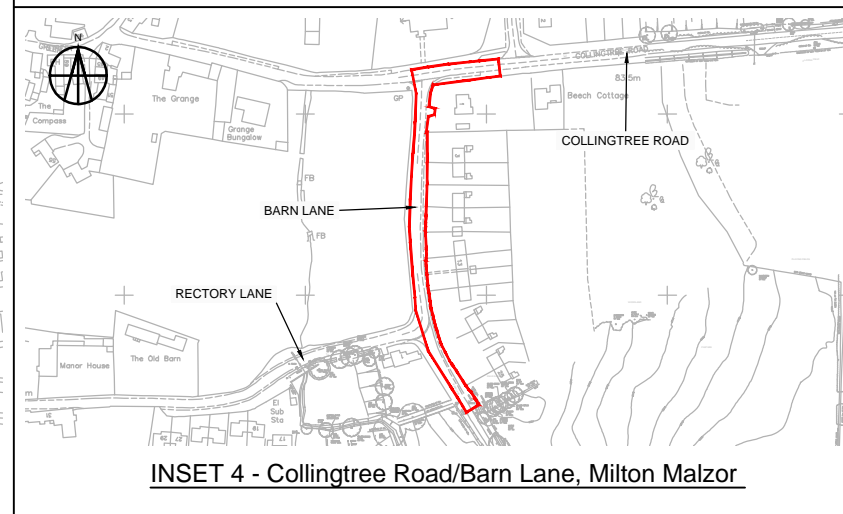 N
COLLINGTREE ROAD
83.5m
The Grange
GP
Beech Cottage
The
Compass
Grange
Bungalow
COLLINGTREE ROAD
FB
BARN LANE
FB
RECTORY LANE
Manor House
The Old Barn
El
Sub
Sta
17
INSET 4 - Collingtree Road/Barn Lane, Milton Malzor